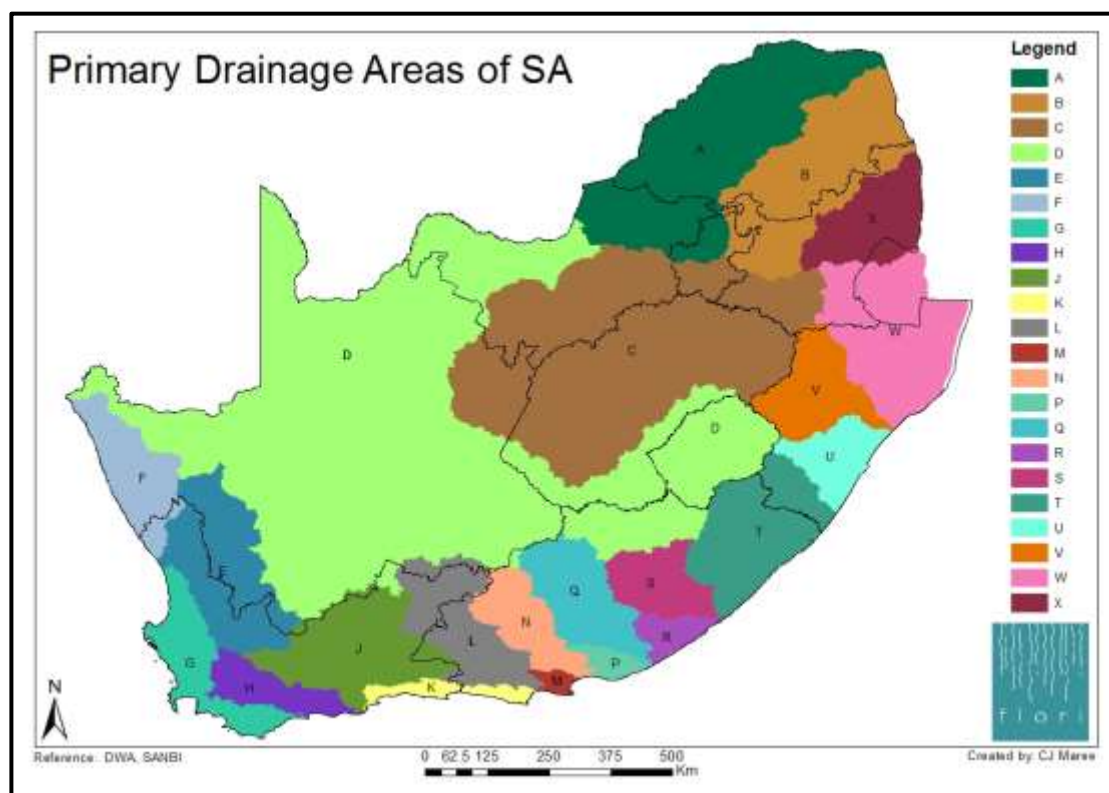 Primary Drainage Areas of SA
Legend
A
B
C
D
E
F
G
H
J
K
L
M
N
P
Q
R
S
T
U
V
W
X
A
B
X
W
C
D
V
D
U
F
T
E
S
Q
N
R
J
L
G
P
H
K
M
N
flori
0 62.5 125 250 375 500
Km
Reference: DWA, SANBI
Created by: CJ Maree